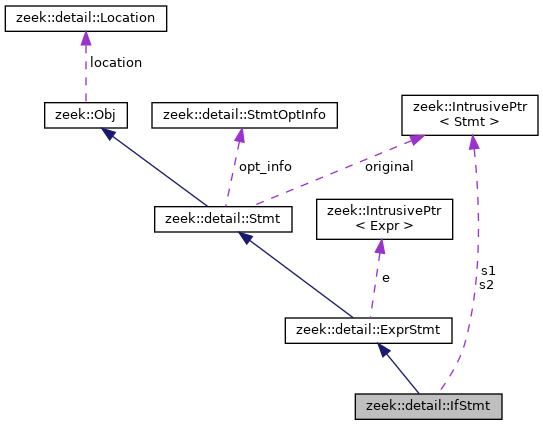 zeek::detail::Location
location
zeek::Obj
zeek::detail::StmtOptInfo
zeek::IntrusivePtr
< Stmt >
opt_info
original
zeek::detail::Stmt
zeek::IntrusivePtr
< Expr >
e
s1
s2
zeek::detail::ExprStmt
zeek::detail::IfStmt